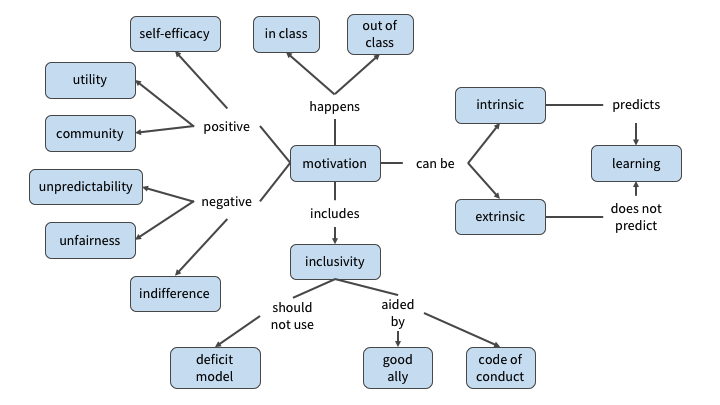 self-efficacy
in class
out of
class
utility
happens
intrinsic
predicts
positive
community
motivation
can be
learning
unpredictability
negative
includes
extrinsic
does not
predict
unfairness
inclusivity
indifference
should
not use
aided
by
deficit
model
good
ally
code of
conduct